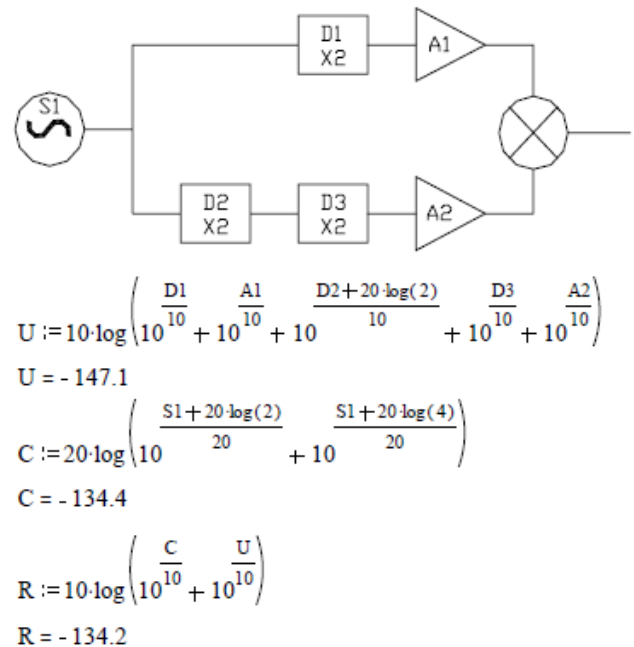 S1
D1
X2
A1
D2
X2
D3
X2
A2
U := 10·log(10^(D1/10) + 10^(A1/10) + 10^((D2+20·log(2))/10) + 10^(D3/10) + 10^(A2/10))
U = - 147.1
C := 20·log(10^((S1+20·log(2))/20) + 10^((S1+20·log(4))/20))
C = - 134.4
R := 10·log(10^(C/10) + 10^(U/10))
R = - 134.2